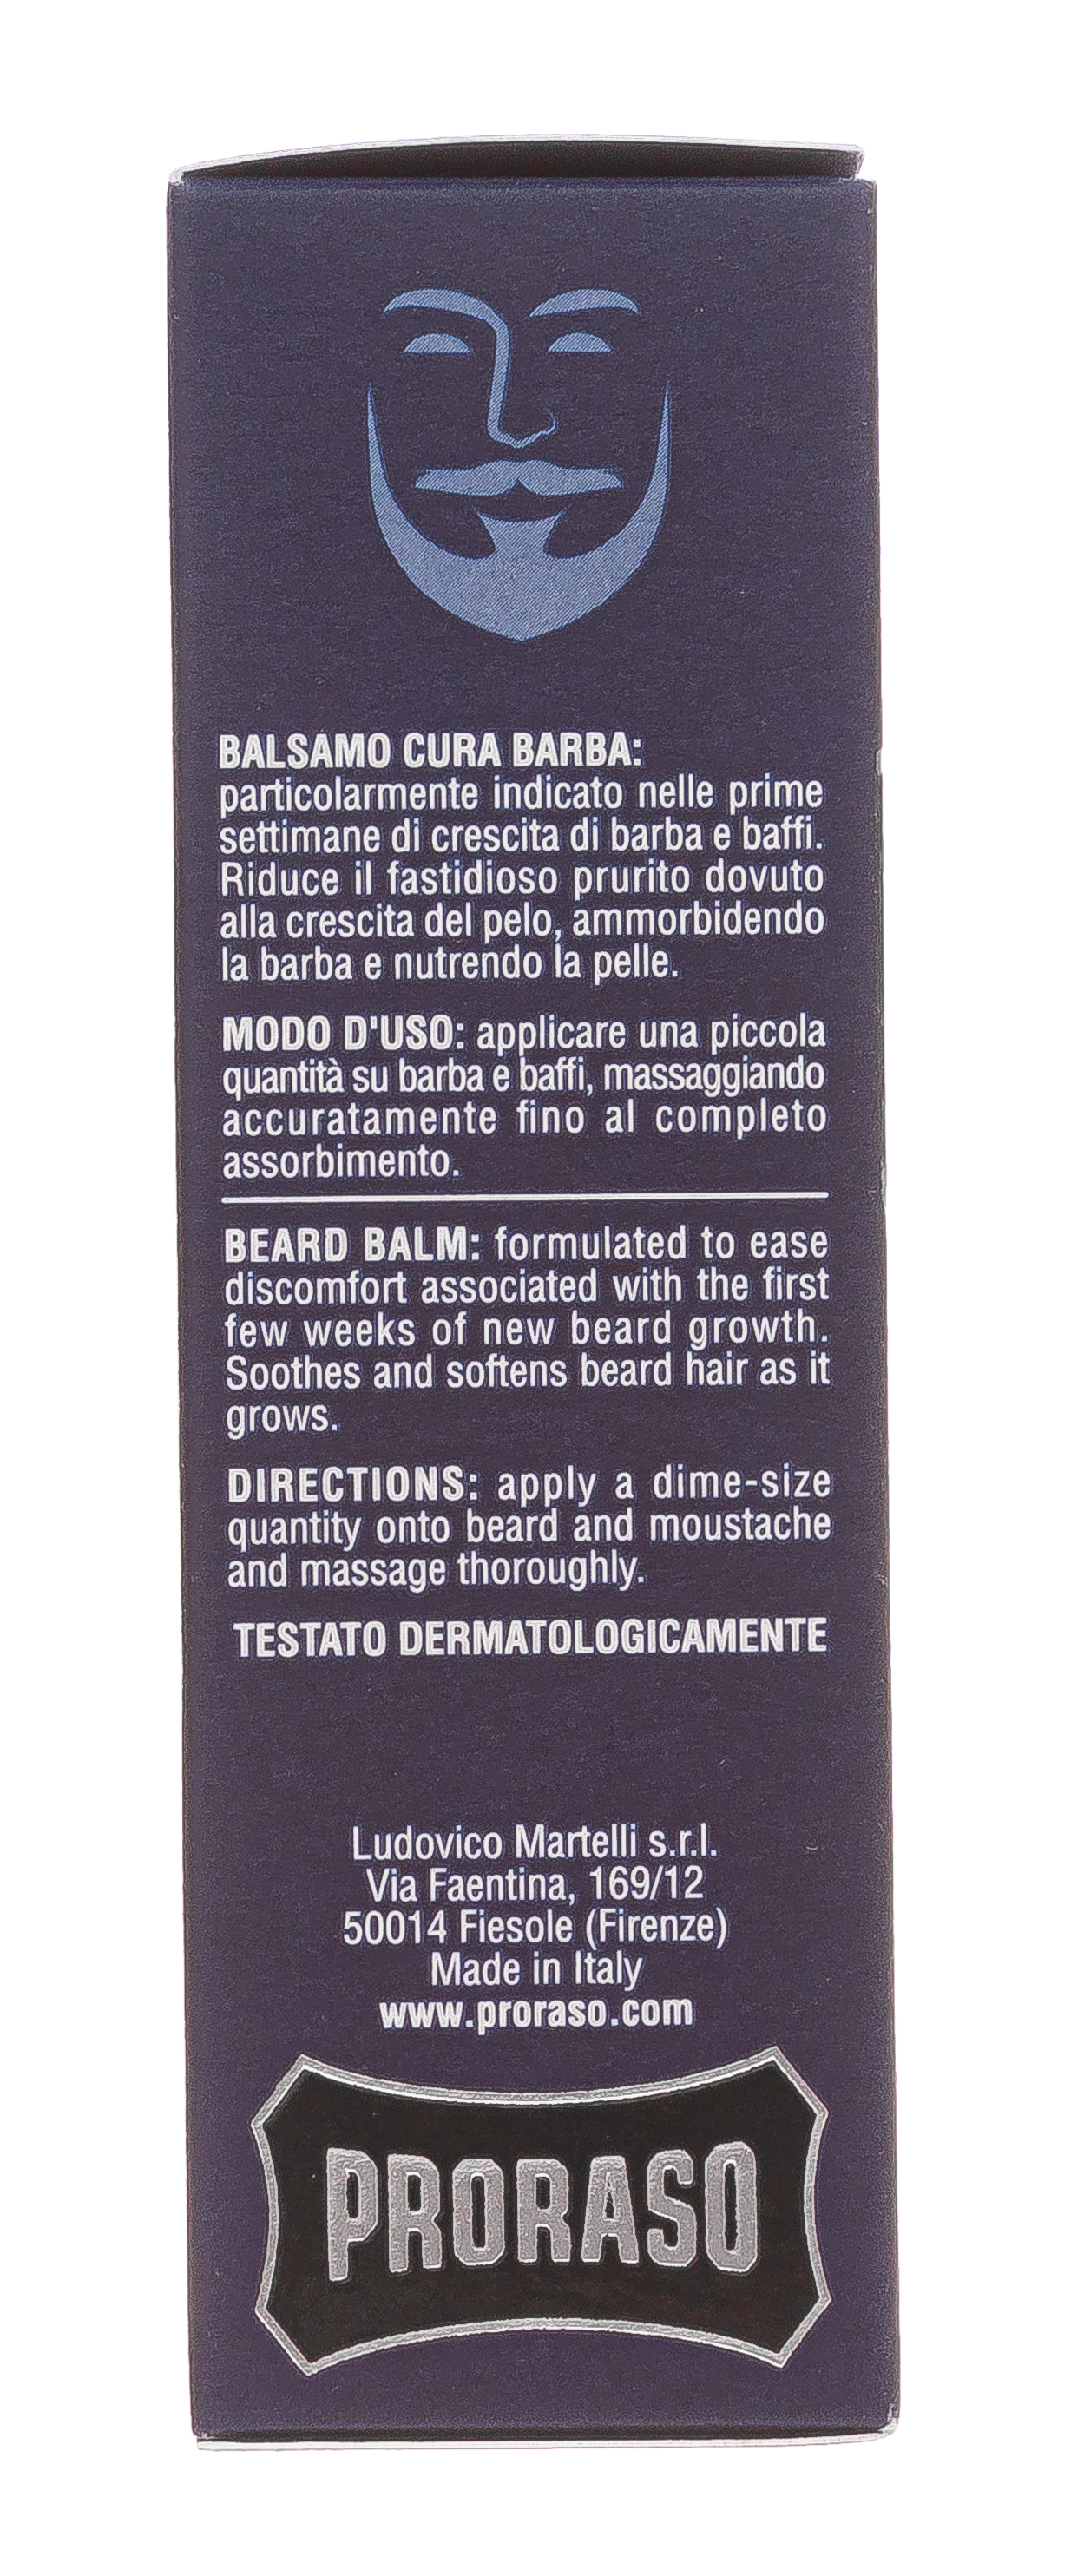 BALSAMO CURA BARBA:
particolarmente indicato nelle prime
settimane di crescita di barba e baffi.
Riduce il fastidioso prurito dovuto
alla crescita del pelo, ammorbidendo
la barba e nutrendo la pelle.
MODO D'USO: applicare una piccola
quantità su barba e baffi, massaggiando
accuratamente fino al completo
assorbimento.
BEARD BALM: formulated to ease
discomfort associated with the first
few weeks of new beard growth.
Soothes and softens beard hair as it
grows.
DIRECTIONS: apply a dime-size
quantity onto beard and moustache
and massage thoroughly.
TESTATO DERMATOLOGICAMENTE
Ludovico Martelli s.r.l.
Via Faentina, 169/12
50014 Fiesole (Firenze)
Made in Italy
www.proraso.com
PRORASO